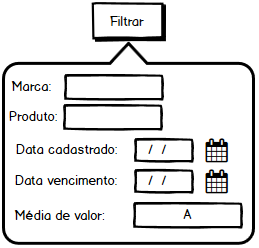 Filtrar
Marca:
Produto:
Data cadastrado: / /
Data vencimento: / /
Média de valor: A